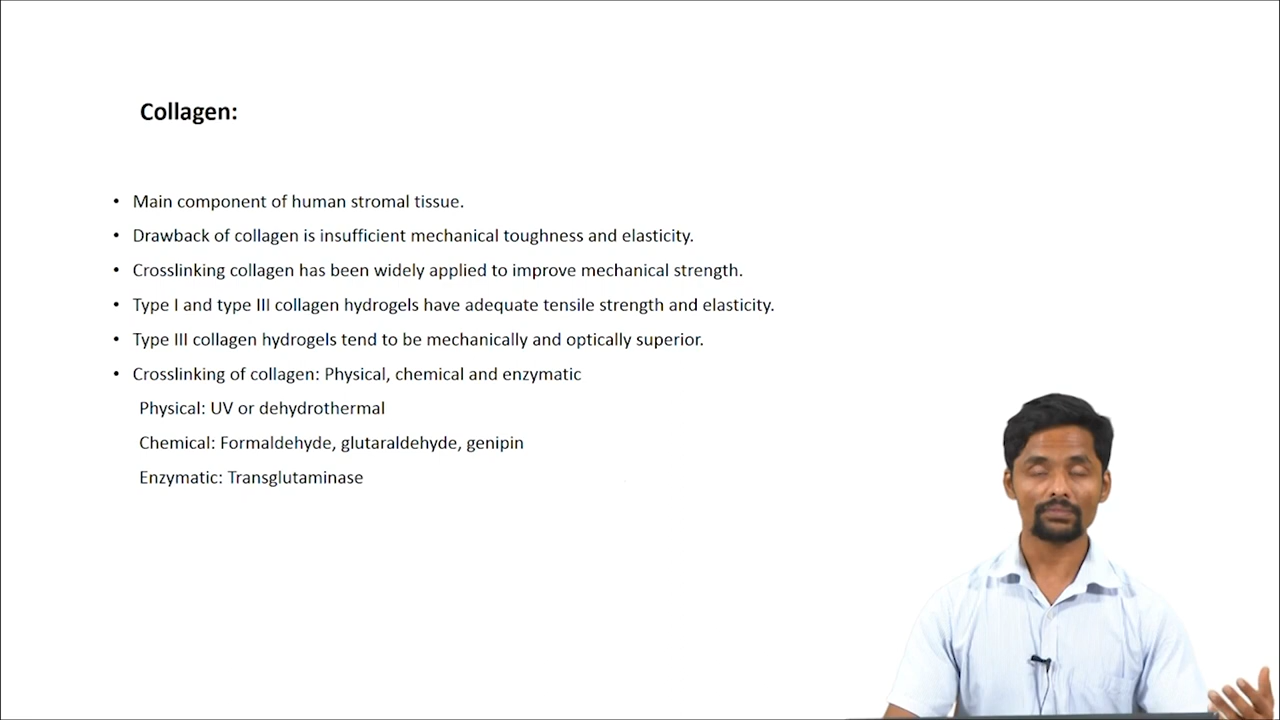 Collagen:
• Main component of human stromal tissue.
• Drawback of collagen is insufficient mechanical toughness and elasticity.
• Crosslinking collagen has been widely applied to improve mechanical strength.
• Type I and type III collagen hydrogels have adequate tensile strength and elasticity.
• Type III collagen hydrogels tend to be mechanically and optically superior.
• Crosslinking of collagen: Physical, chemical and enzymatic
Physical: UV or dehydrothermal
Chemical: Formaldehyde, glutaraldehyde, genipin
Enzymatic: Transglutaminase